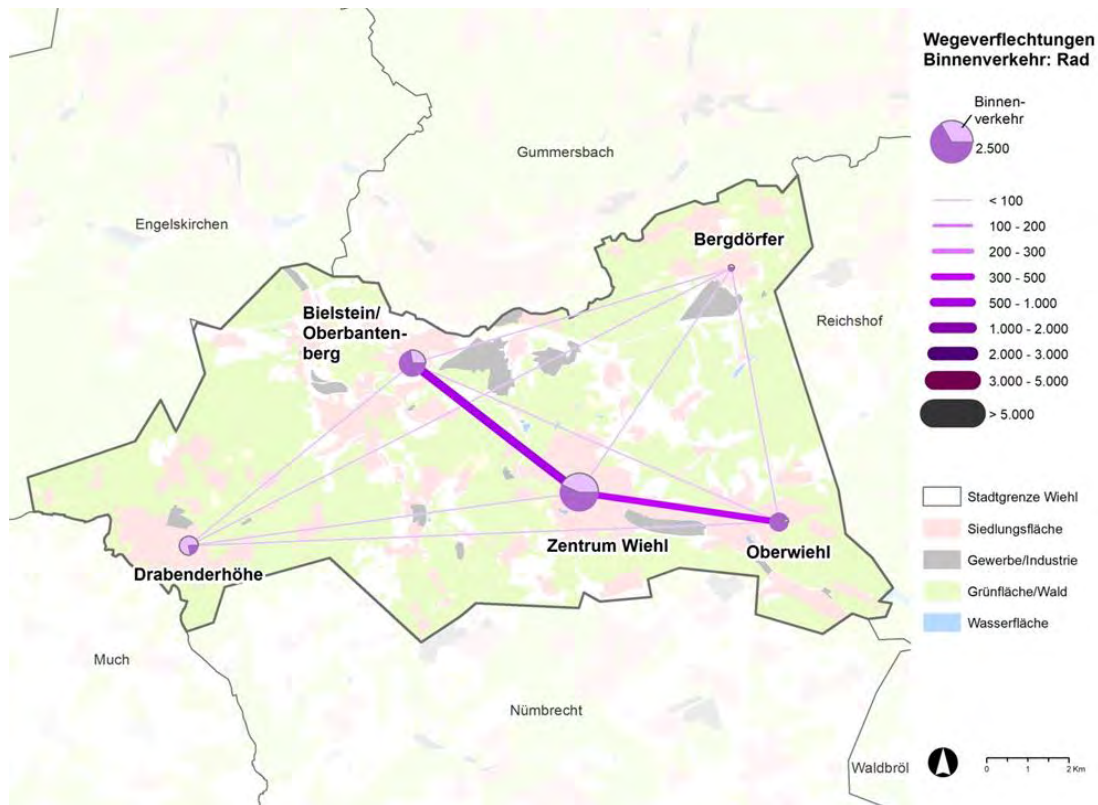 Wegeverflechtungen
Binnenverkehr: Rad
Binnen-
verkehr
2.500
< 100
100 - 200
200 - 300
300 - 500
500 - 1.000
1.000 - 2.000
2.000 - 3.000
3.000 - 5.000
> 5.000
Stadtgrenze Wiehl
Siedlungsfläche
Gewerbe/Industrie
Grünfläche/Wald
Wasserfläche
0 1 2 Km
Gummersbach
Engelskirchen
Bergdörfer
Reichshof
Bielstein/
Oberbanten-
berg
Zentrum Wiehl
Oberwiehl
Drabenderhöhe
Much
Nümbrecht
Waldbröl